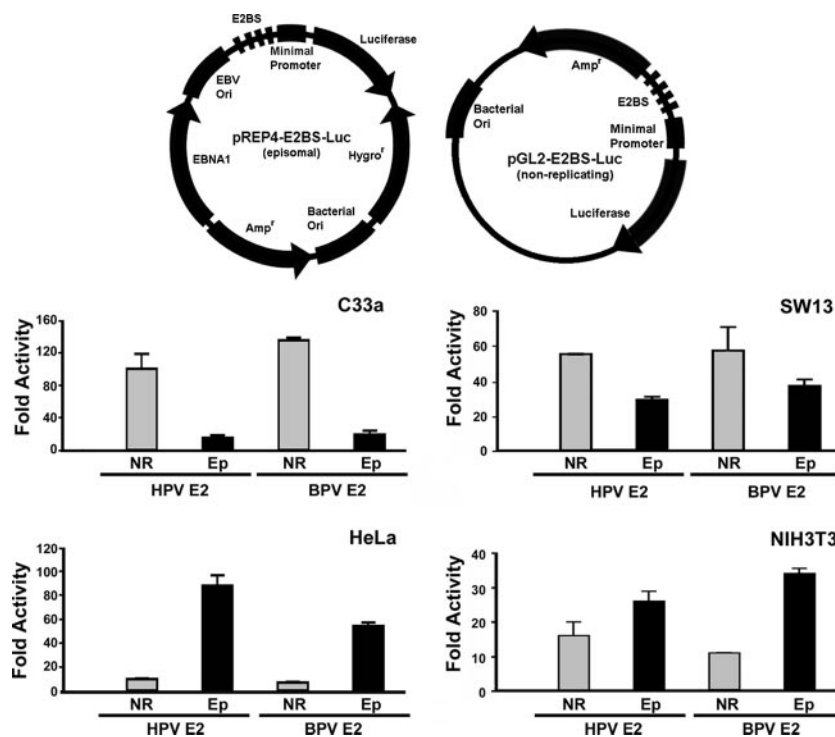 E2BS
Minimal
Promoter
Luciferase
EBV
Ori
pREP4-E2BS-Luc
(episomal)
EBNA1
Hygroʳ
Ampʳ
Bacterial
Ori
Ampʳ
E2BS
Bacterial
Ori
Minimal
Promoter
pGL2-E2BS-Luc
(non-replicating)
Luciferase
C33a
Fold Activity
160
120
80
40
0
NR Ep NR Ep
HPV E2 BPV E2
SW13
Fold Activity
80
60
40
20
0
NR Ep NR Ep
HPV E2 BPV E2
HeLa
Fold Activity
120
100
80
60
40
20
0
NR Ep NR Ep
HPV E2 BPV E2
NIH3T3
Fold Activity
40
30
20
10
0
NR Ep NR Ep
HPV E2 BPV E2